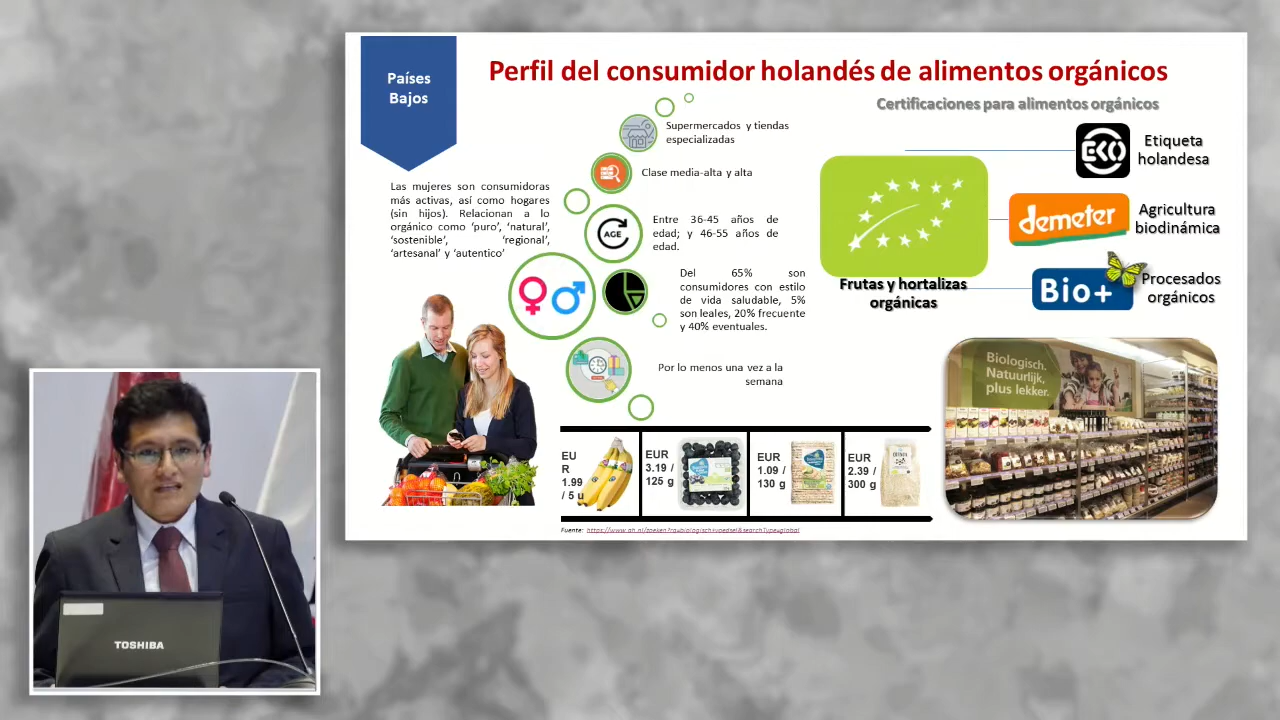 Países
Bajos
Perfil del consumidor holandés de alimentos orgánicos
Certificaciones para alimentos orgánicos
Supermercados y tiendas
especializadas
Clase media-alta y alta
Las mujeres son consumidoras
más activas, así como hogares
(sin hijos). Relacionan a lo
orgánico como 'puro', 'natural',
'sostenible', 'regional',
'artesanal' y 'autentico'
AGE
Entre 36-45 años de
edad; y 46-55 años de
edad.
Del 65% son
consumidores con estilo
de vida saludable, 5%
son leales, 20% frecuente
y 40% eventuales.
Por lo menos una vez a la
semana
EKO
Etiqueta
holandesa
demeter
Agricultura
biodinámica
Bio+
Procesados
orgánicos
Frutas y hortalizas
orgánicas
Biologisch.
Natuurlijk,
plus lekker.
EU
R
1.99
/ 5 u
EUR
3.19 /
125 g
EUR
1.09 /
130 g
EUR
2.39 /
300 g
Fuente:
TOSHIBA